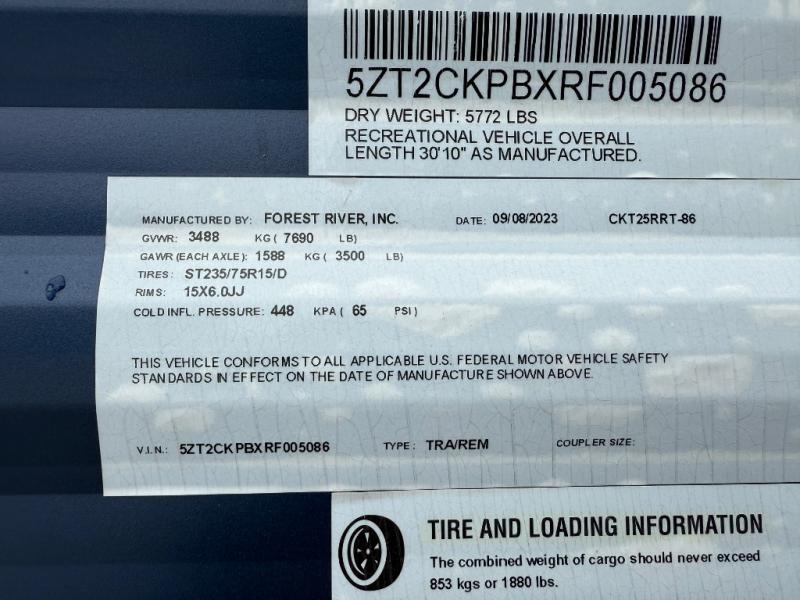 5ZT2CKPBXRF005086
DRY WEIGHT: 5772 LBS
RECREATIONAL VEHICLE OVERALL
LENGTH 30'10" AS MANUFACTURED.
MANUFACTURED BY: FOREST RIVER, INC. DATE: 09/08/2023 CKT25RRT-86
GVWR: 3488 KG ( 7690 LB)
GAWR (EACH AXLE): 1588 KG ( 3500 LB)
TIRES: ST235/75R15/D
RIMS: 15X6.0JJ
COLD INFL. PRESSURE: 448 KPA ( 65 PSI)
THIS VEHICLE CONFORMS TO ALL APPLICABLE U.S. FEDERAL MOTOR VEHICLE SAFETY
STANDARDS IN EFFECT ON THE DATE OF MANUFACTURE SHOWN ABOVE.
V.I.N.: 5ZT2CKPBXRF005086 TYPE: TRA/REM COUPLER SIZE:
TIRE AND LOADING INFORMATION
The combined weight of cargo should never exceed
853 kgs or 1880 lbs.